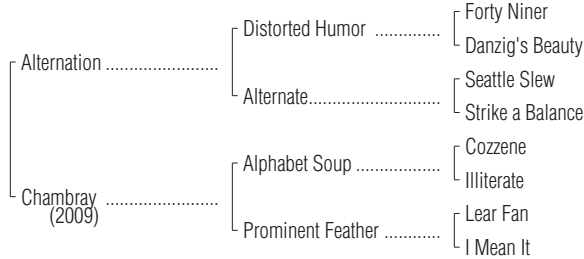 Forty Niner
Distorted Humor ................
Danzig's Beauty
Alternation .......................
Seattle Slew
Alternate...........................
Strike a Balance
Cozzene
Alphabet Soup ....................
Illiterate
Chambray .......................
(2009)
Lear Fan
Prominent Feather ............
I Mean It